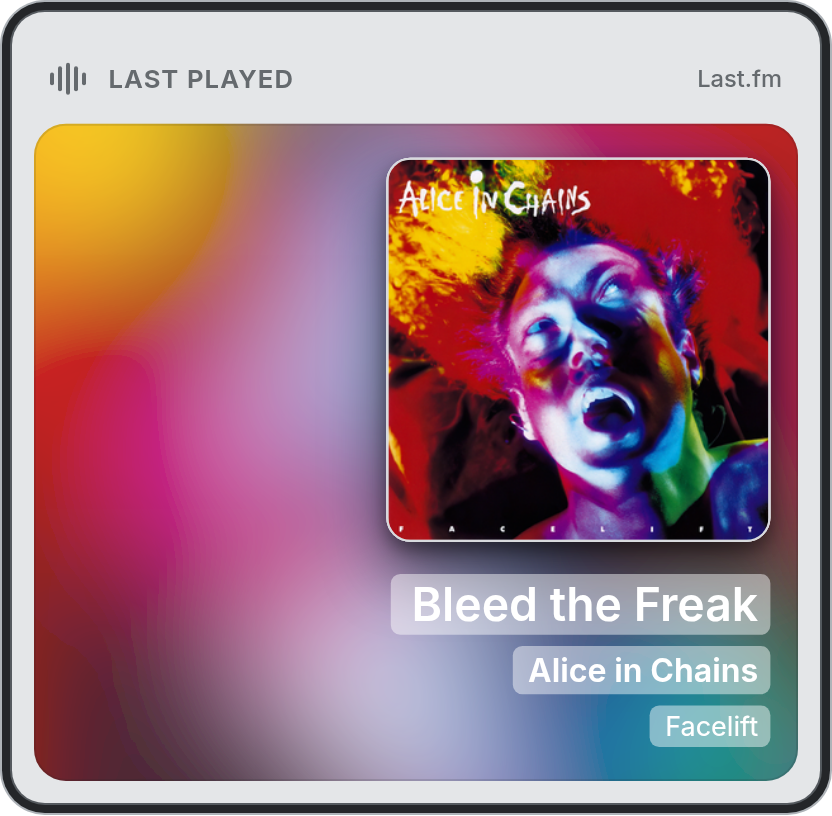 LAST PLAYED
Last.fm
ALICE IN CHAINS
FACELIFT
Bleed the Freak
Alice in Chains
Facelift